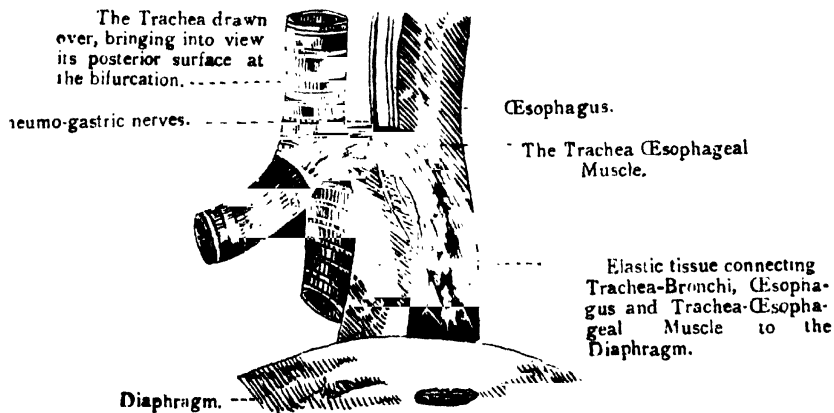 The Trachea drawn
over, bringing into view
its posterior surface at
the bifurcation.
neumo-gastric nerves.
Œsophagus.
The Trachea Œsophageal
Muscle.
Elastic tissue connecting
Trachea-Bronchi, Œsopha-
gus and Trachea-Œsopha-
geal Muscle to the
Diaphragm.
Diaphragm.